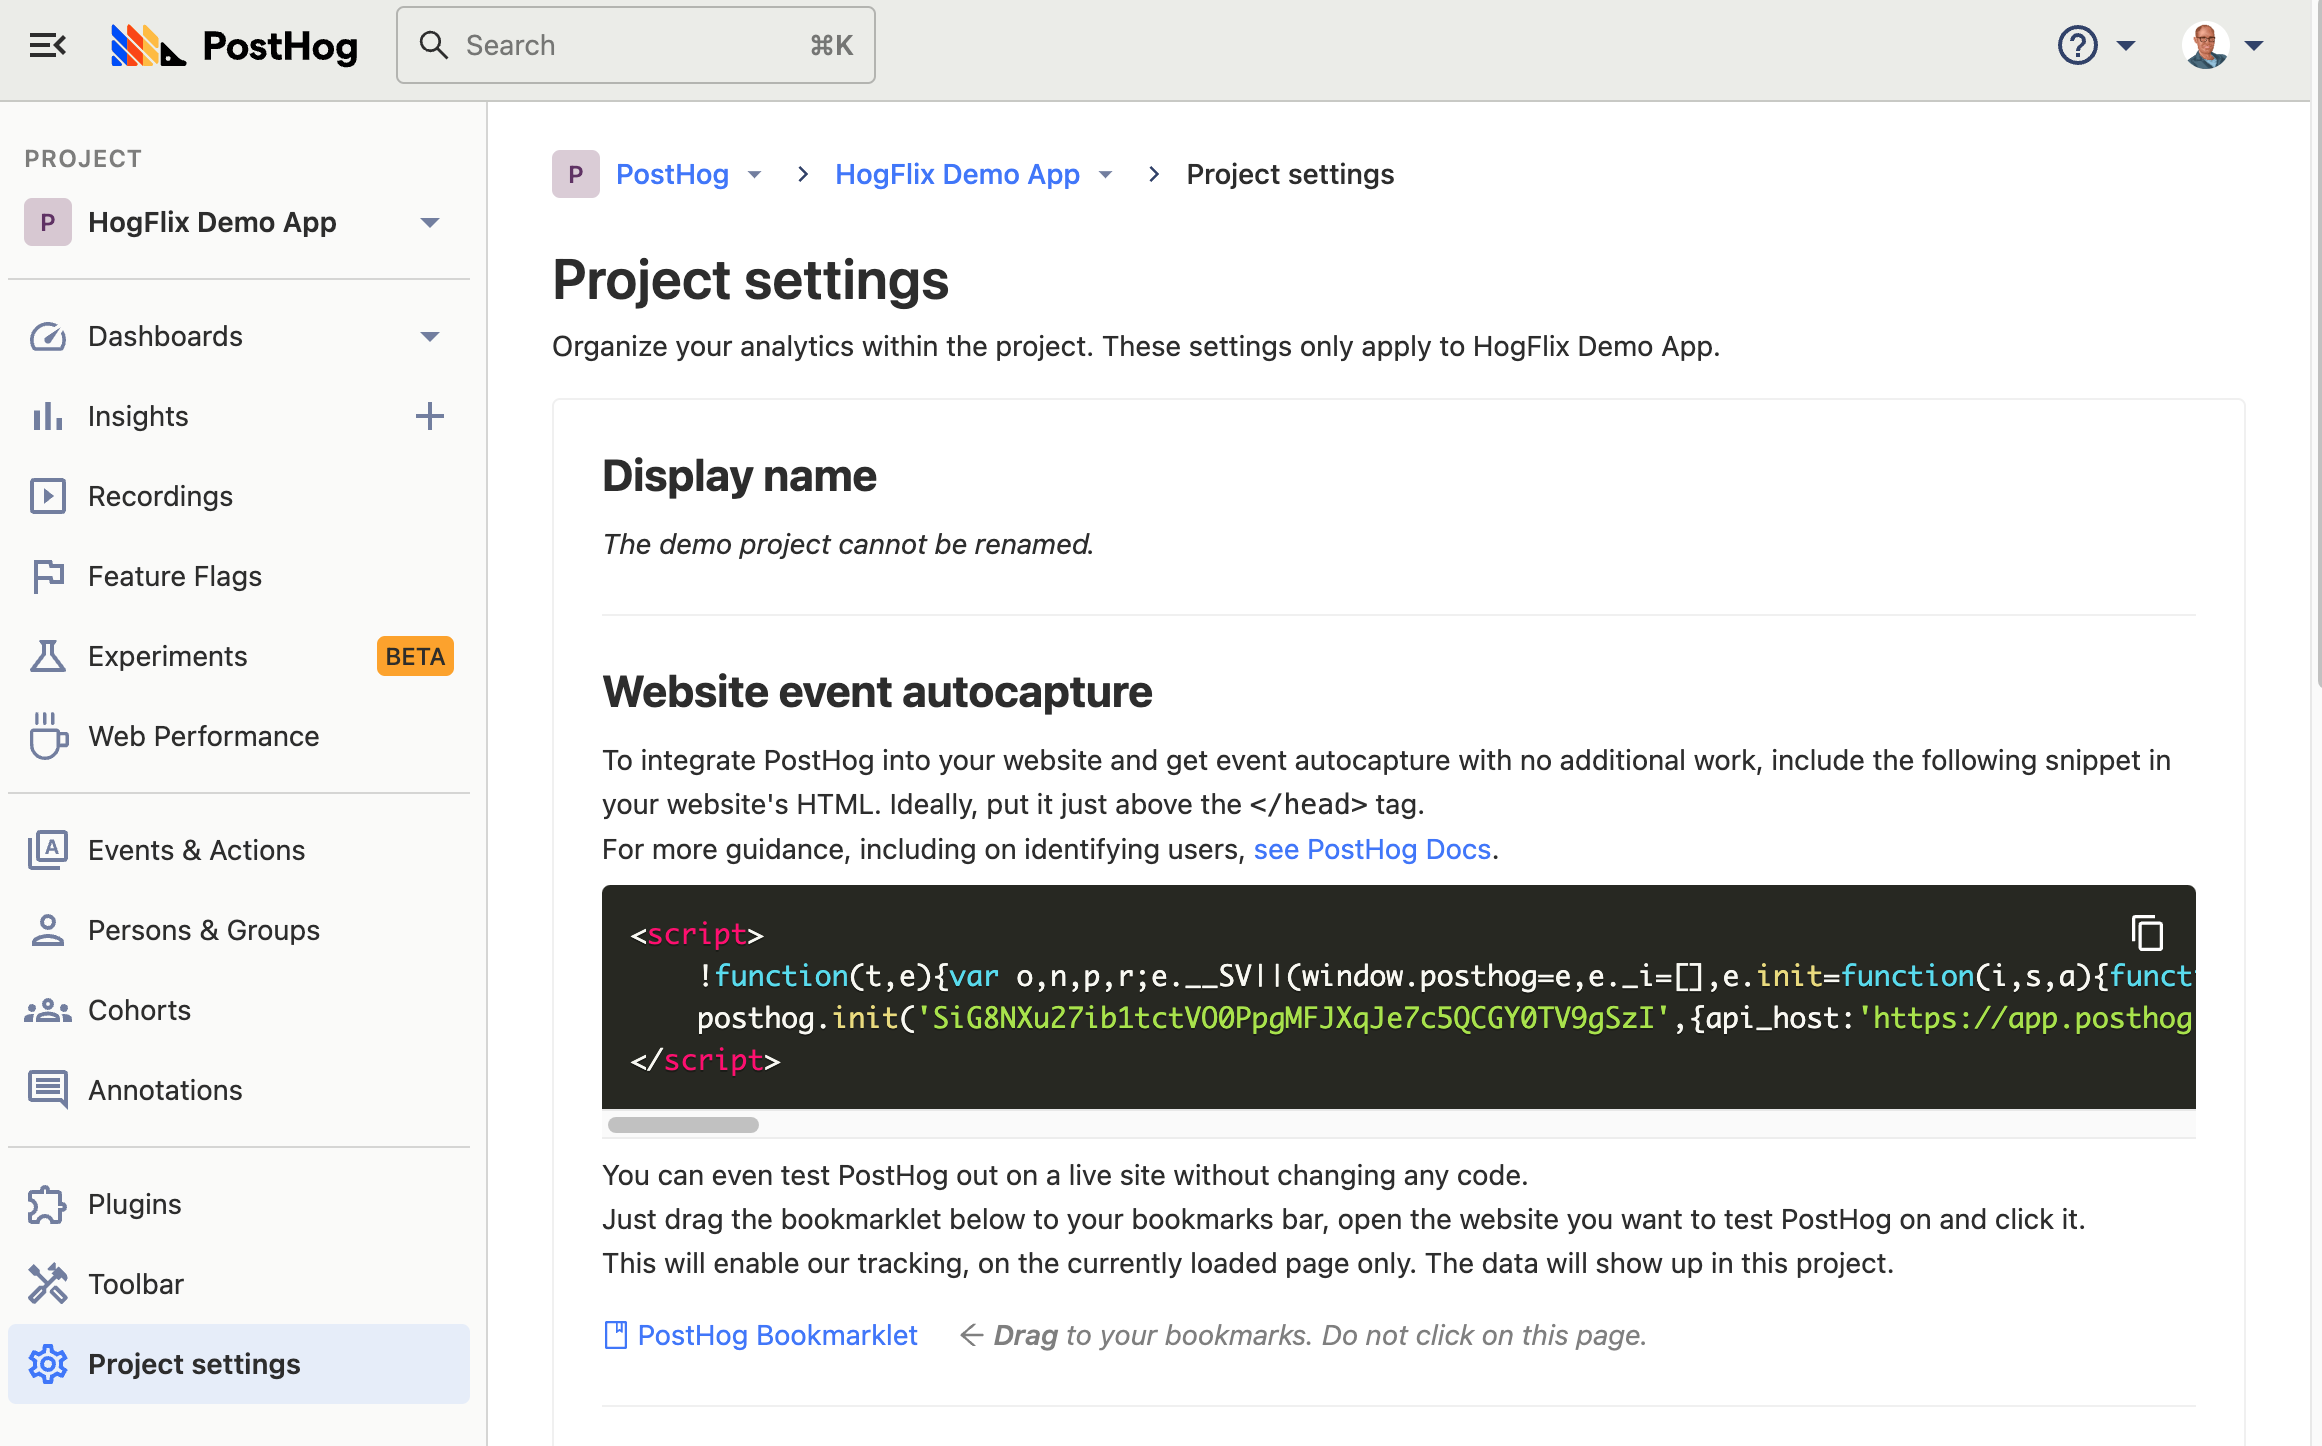 PostHog
Search
⌘K
PROJECT
P
HogFlix Demo App
Dashboards
Insights
Recordings
Feature Flags
Experiments
BETA
Web Performance
Events & Actions
Persons & Groups
Cohorts
Annotations
Plugins
Toolbar
Project settings
P PostHog > HogFlix Demo App > Project settings
Project settings
Organize your analytics within the project. These settings only apply to HogFlix Demo App.
Display name
The demo project cannot be renamed.
Website event autocapture
To integrate PostHog into your website and get event autocapture with no additional work, include the following snippet in
your website's HTML. Ideally, put it just above the </head> tag.
For more guidance, including on identifying users, see PostHog Docs.
<script>
!function(t,e){var o,n,p,r;e.__SV||(window.posthog=e,e._i=[],e.init=function(i,s,a){funct
posthog.init('SiG8NXu27ib1tctVO0PpgMFJXqJe7c5QCGY0TV9gSzI',{api_host:'https://app.posthog
</script>
You can even test PostHog out on a live site without changing any code.
Just drag the bookmarklet below to your bookmarks bar, open the website you want to test PostHog on and click it.
This will enable our tracking, on the currently loaded page only. The data will show up in this project.
PostHog Bookmarklet ← Drag to your bookmarks. Do not click on this page.